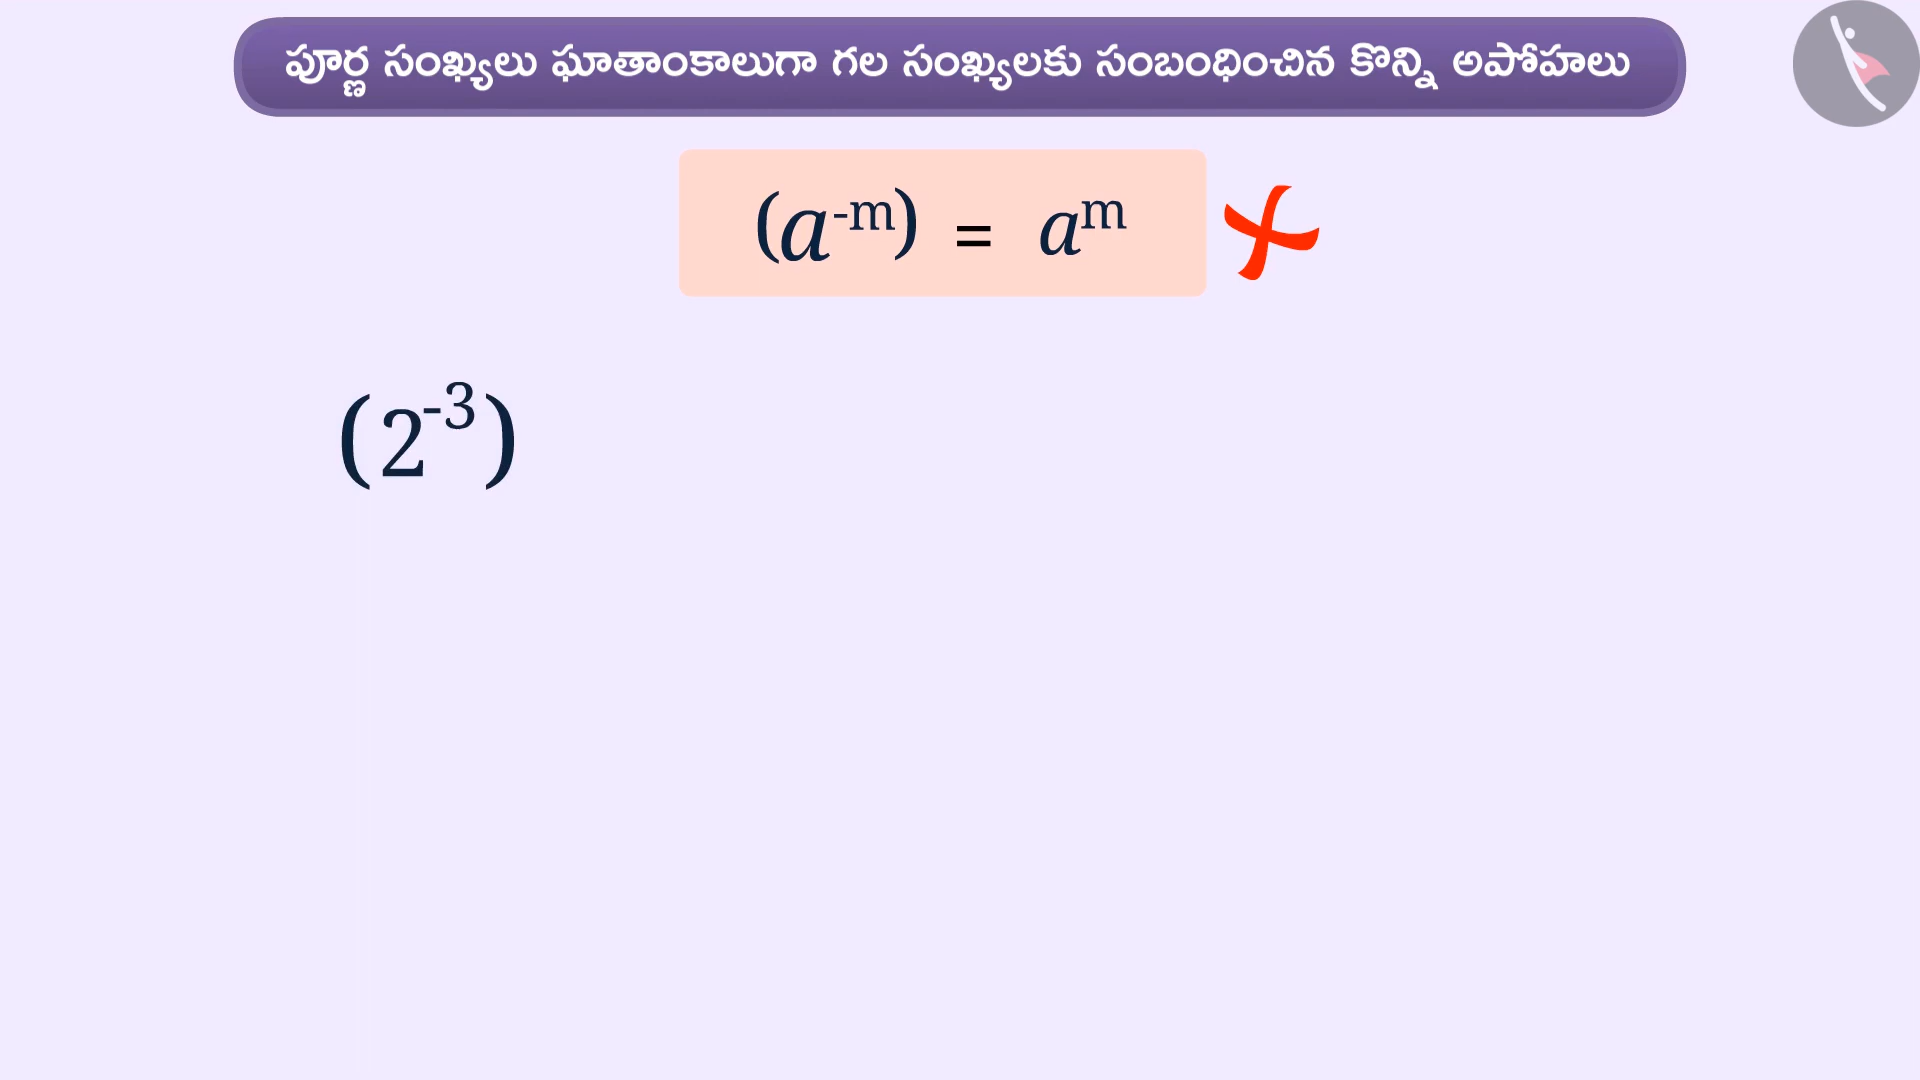 పూర్ణ సంఖ్యలు ఘాతాంకాలుగా గల సంఖ్యలకు సంబంధించిన కొన్ని అపోహలు
(a⁻ᵐ) = aᵐ
(2⁻³)